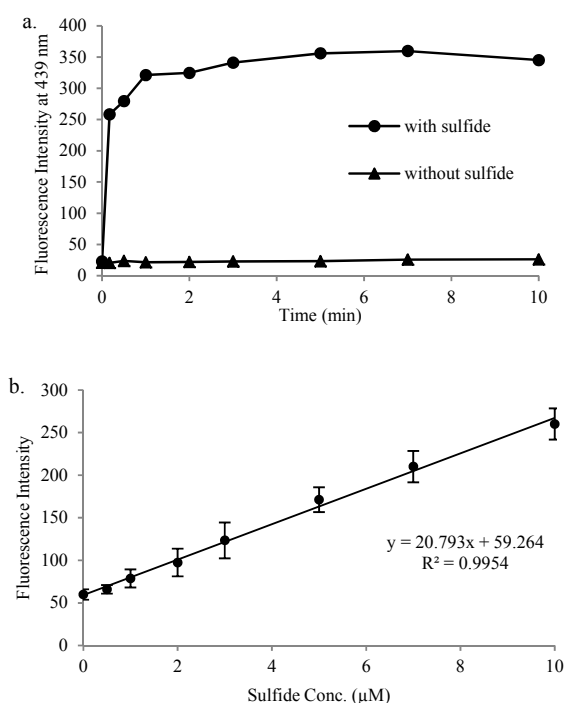 a.
Fluorescence Intensity at 439 nm
400
350
300
250
200
150
100
50
0
with sulfide
without sulfide
0 2 4 6 8 10
Time (min)
b.
Fluorescence Intensity
300
250
200
150
100
50
0
y = 20.793x + 59.264
R² = 0.9954
0 2 4 6 8 10
Sulfide Conc. (μM)